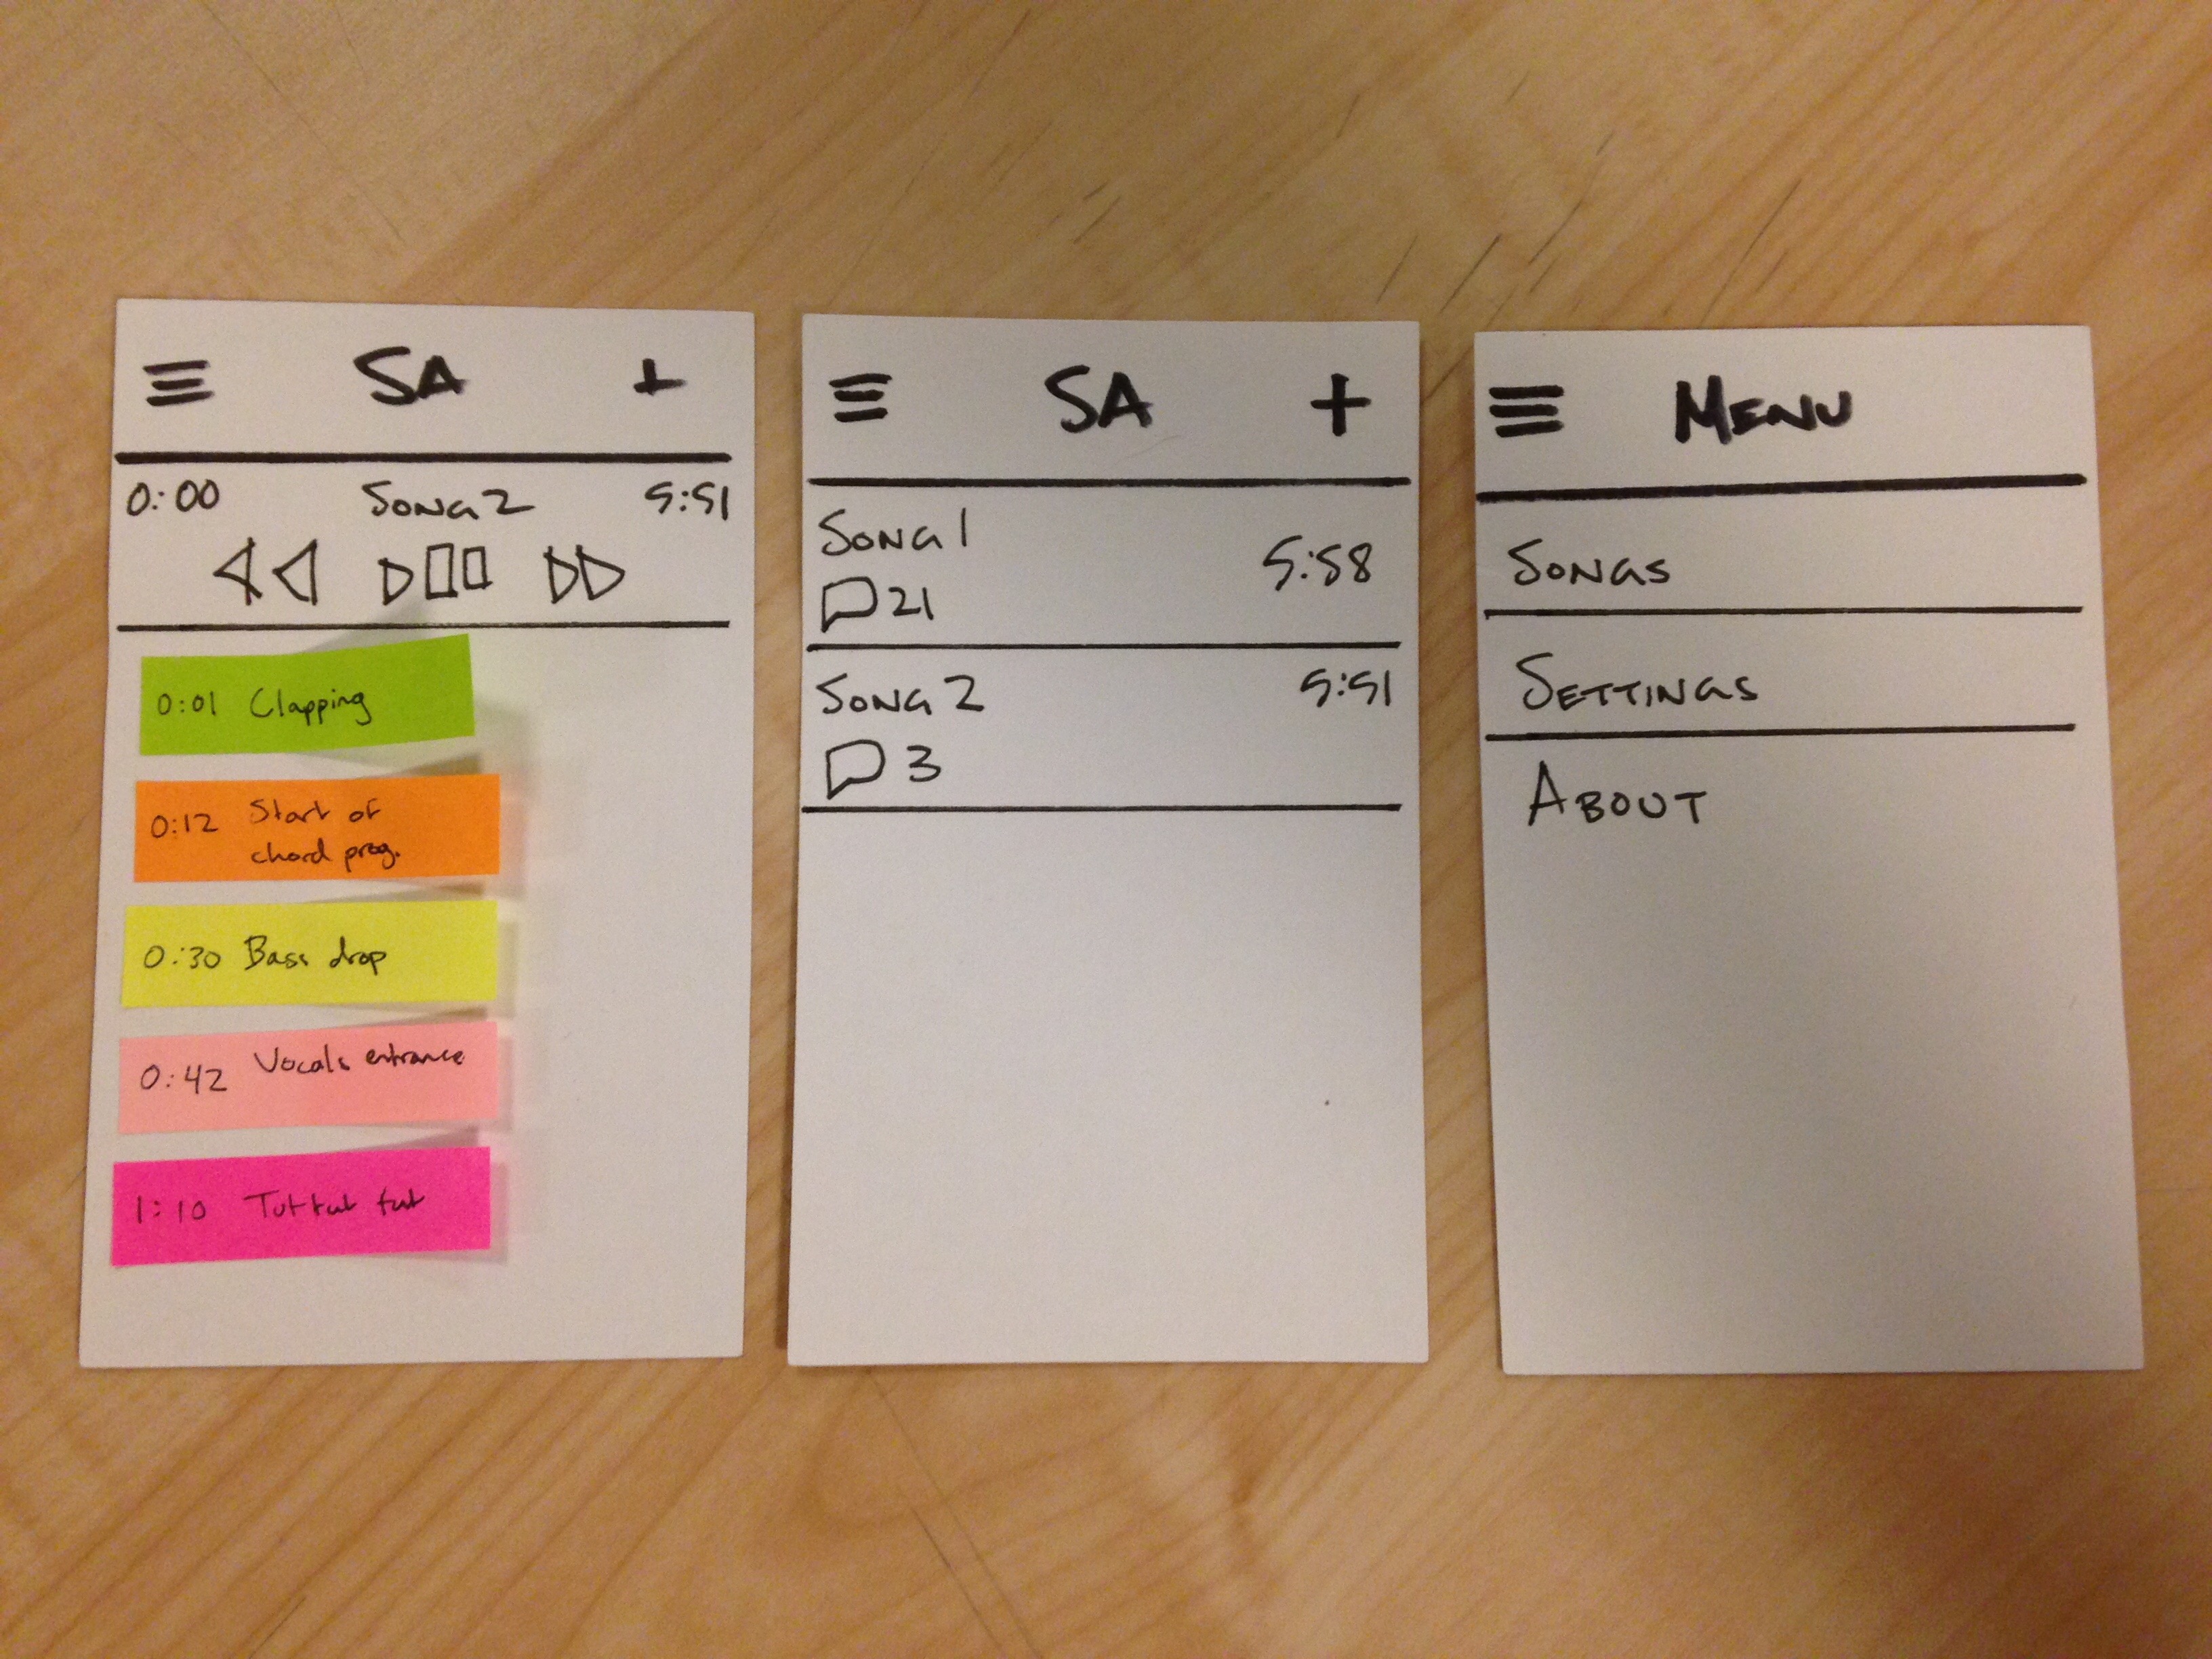 SA +
0:00 SONG 2 5:51
0:01 Clapping
0:12 Start of
chord prog.
0:30 Bass drop
0:42 Vocals entrance
1:10 Tut tut tut
SA +
SONG 1
5:58
21
SONG 2 5:51
3
MENU
SONGS
SETTINGS
ABOUT